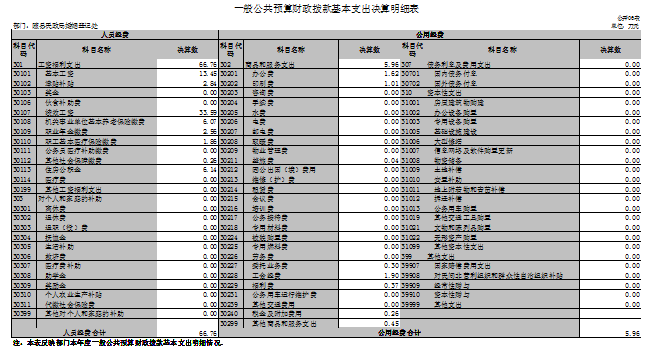 一般公共预算财政拨款基本支出决算明细表
公开06表
部门： 单位：万元
人员经费 公用经费
科目代码 科目名称 决算数 科目代码 科目名称 决算数 科目代码 科目名称 决算数
301 工资福利支出 66.76 302 商品和服务支出 5.96 307 债务利息及费用支出 0.00
30101 基本工资 13.45 30201 办公费 1.62 30701 国内债务付息 0.00
30102 津贴补贴 2.84 30202 印刷费 1.01 30702 国外债务付息 0.00
30103 奖金 0.00 30203 咨询费 0.00 310 资本性支出 0.00
30106 伙食补助费 0.00 30204 手续费 0.00 31001 房屋建筑物购建 0.00
30107 绩效工资 33.59 30205 水费 0.00 31002 办公设备购置 0.00
30108 机关事业单位基本养老保险缴费 6.07 30206 电费 0.00 31003 专用设备购置 0.00
30109 职业年金缴费 2.56 30207 邮电费 0.00 31005 基础设施建设 0.00
30110 职工基本医疗保险缴费 1.86 30208 取暖费 0.00 31006 大型修缮 0.00
30111 公务员医疗补助缴费 0.00 30209 物业管理费 0.00 31007 信息网络及软件购置更新 0.00
30112 其他社会保障缴费 0.26 30211 差旅费 0.04 31008 物资储备 0.00
30113 住房公积金 6.14 30212 因公出国（境）费用 0.00 31009 土地补偿 0.00
30114 医疗费 0.00 30213 维修（护）费 0.00 31010 安置补助 0.00
30199 其他工资福利支出 0.00 30214 租赁费 0.00 31011 地上附着物和青苗补偿 0.00
303 对个人和家庭的补助 0.00 30215 会议费 0.00 31012 拆迁补偿 0.00
30301 离休费 0.00 30216 培训费 0.00 31013 公务用车购置 0.00
30302 退休费 0.00 30217 公务接待费 0.00 31019 其他交通工具购置 0.00
30303 退职（役）费 0.00 30218 专用材料费 0.00 31021 文物和陈列品购置 0.00
30304 抚恤金 0.00 30224 被装购置费 0.00 31022 无形资产购置 0.00
30305 生活补助 0.00 30225 专用燃料费 0.00 31099 其他资本性支出 0.00
30306 救济费 0.00 30226 劳务费 0.00 399 其他支出 0.00
30307 医疗费补助 0.00 30227 委托业务费 0.30 39907 国家赔偿费用支出 0.00
30308 助学金 0.00 30228 工会经费 1.90 39908 对民间非营利组织和群众性自治组织补贴 0.00
30309 奖励金 0.00 30229 福利费 0.37 39909 经常性赠与 0.00
30310 个人农业生产补贴 0.00 30231 公务用车运行维护费 0.00 39910 资本性赠与 0.00
30311 代缴社会保险费 0.00 30239 其他交通费用 0.00 39999 其他支出 0.00
30399 其他对个人和家庭的补助 0.00 30240 税金及附加费用 0.26
30299 其他商品和服务支出 0.45
人员经费合计 66.76 公用经费合计 5.96
注：本表反映部门本年度一般公共预算财政拨款基本支出明细情况。